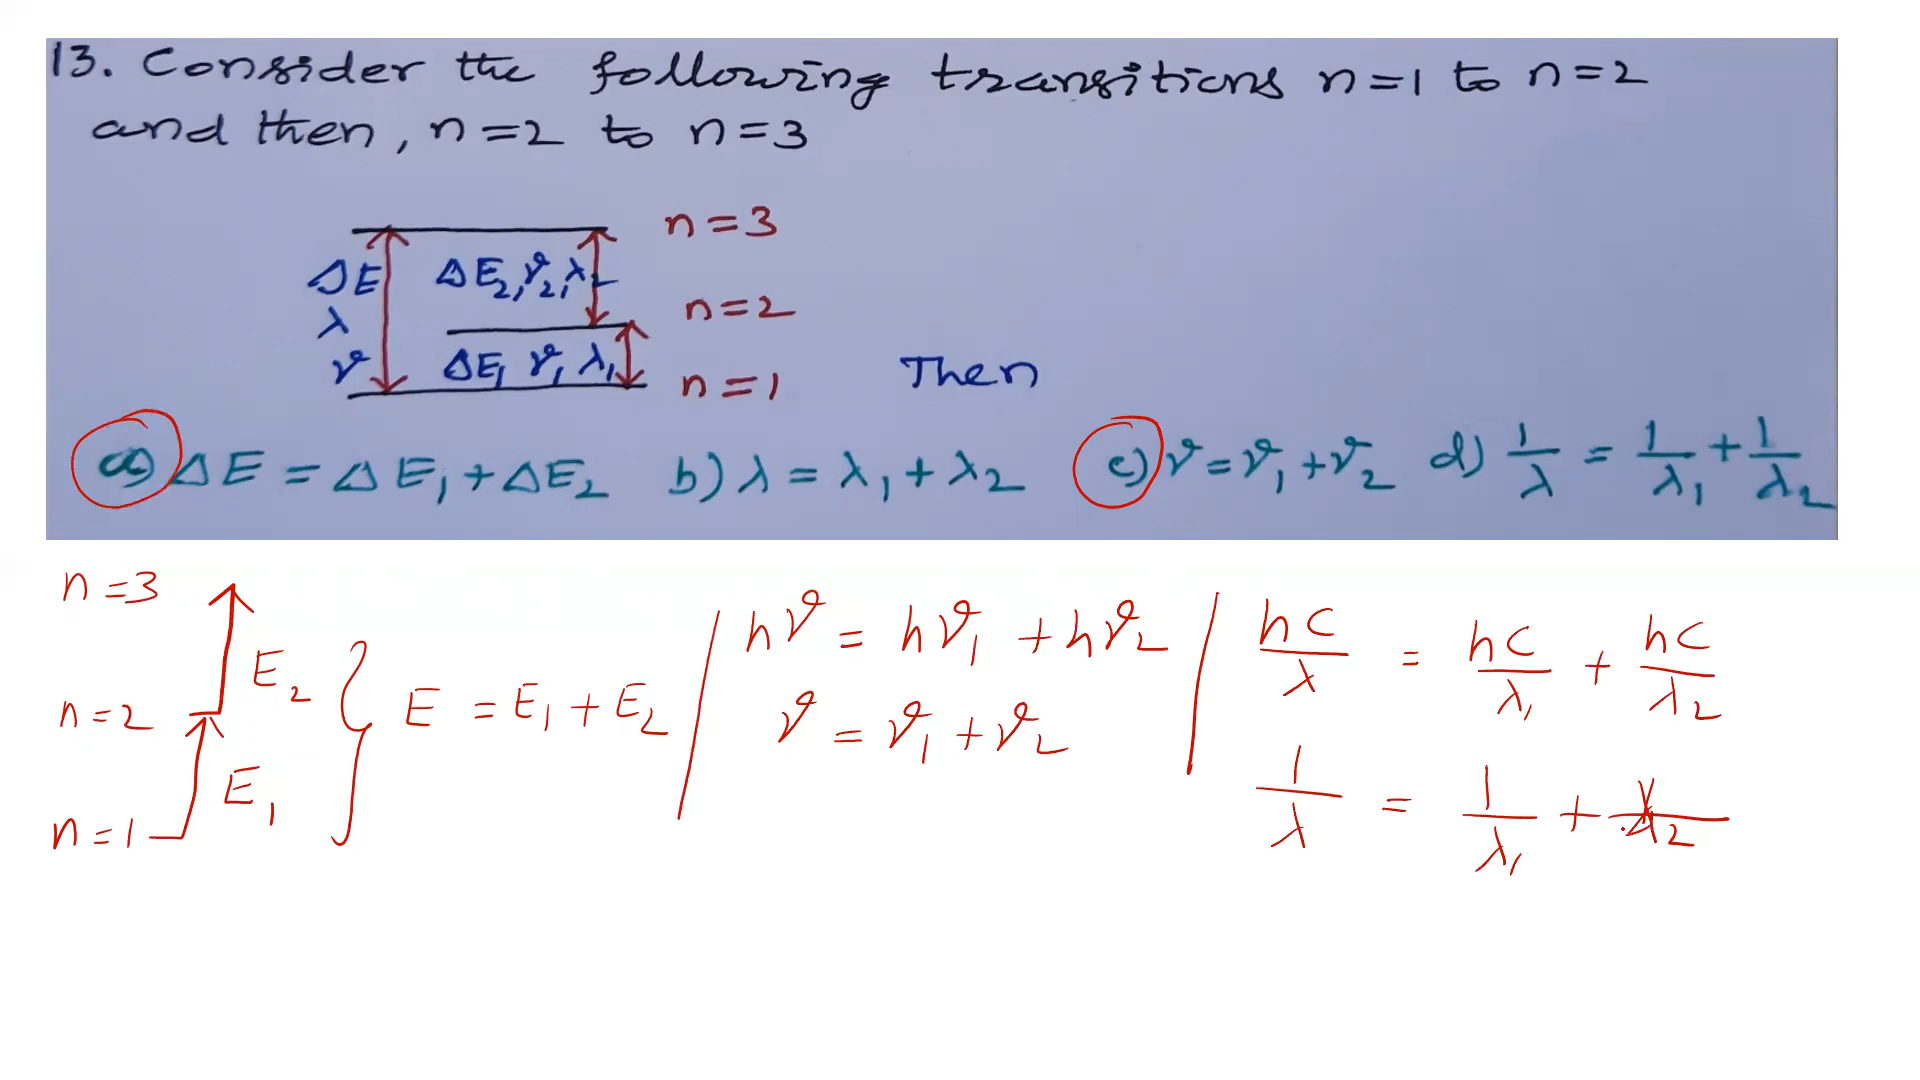 13. Consider the following transitions n=1 to n=2
and then, n=2 to n=3
n=3
ΔE ΔE₂, ν₂, λ₂
λ n=2
ν ΔE₁ ν₁ λ₁
n=1 Then
a) ΔE = ΔE₁ + ΔE₂ b) λ = λ₁ + λ₂ c) ν = ν₁ + ν₂ d) 1/λ = 1/λ₁ + 1/λ₂
n=3
E₂
n=2
E₁
n=1
E = E₁ + E₂
hν = hν₁ + hν₂
ν = ν₁ + ν₂
hc/λ = hc/λ₁ + hc/λ₂
1/λ = 1/λ₁ + 1/λ₂